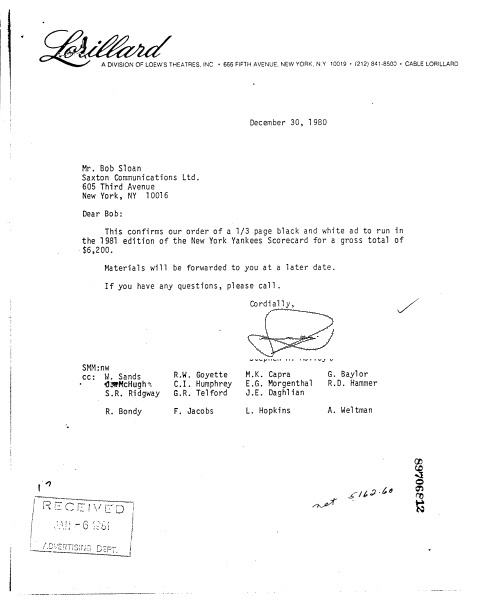 Lorillard
A DIVISION OF LOEW'S THEATRES, INC • 666 FIFTH AVENUE, NEW YORK, N.Y. 10019 • (212) 841-8500 • CABLE LORILLARD
December 30, 1980
Mr. Bob Sloan
Saxton Communications Ltd.
605 Third Avenue
New York, NY 10016
Dear Bob:
This confirms our order of a 1/3 page black and white ad to run in
the 1981 edition of the New York Yankees Scorecard for a gross total of
$6,200.
Materials will be forwarded to you at a later date.
If you have any questions, please call.
Cordially,
SMM:nw
cc: W. Sands R.W. Goyette M.K. Capra G. Baylor
McHugh C.I. Humphrey E.G. Morgenthal R.D. Hammer
S.R. Ridgway G.R. Telford J.E. Daghlian
R. Bondy F. Jacobs L. Hopkins A. Weltman
RECEIVED
JAN -6 1981
ADVERTISING DEPT.
net 5162.60
89706812